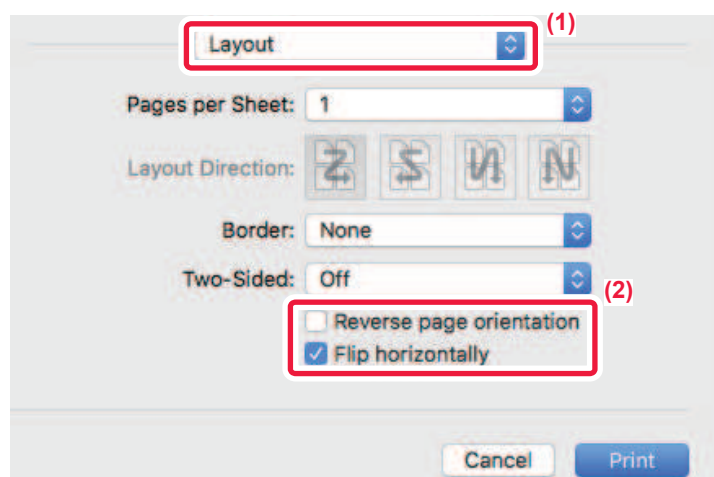 (1)
Layout
Pages per Sheet: 1
Layout Direction:
Border: None
Two-Sided: Off
(2)
Reverse page orientation
Flip horizontally
Cancel Print